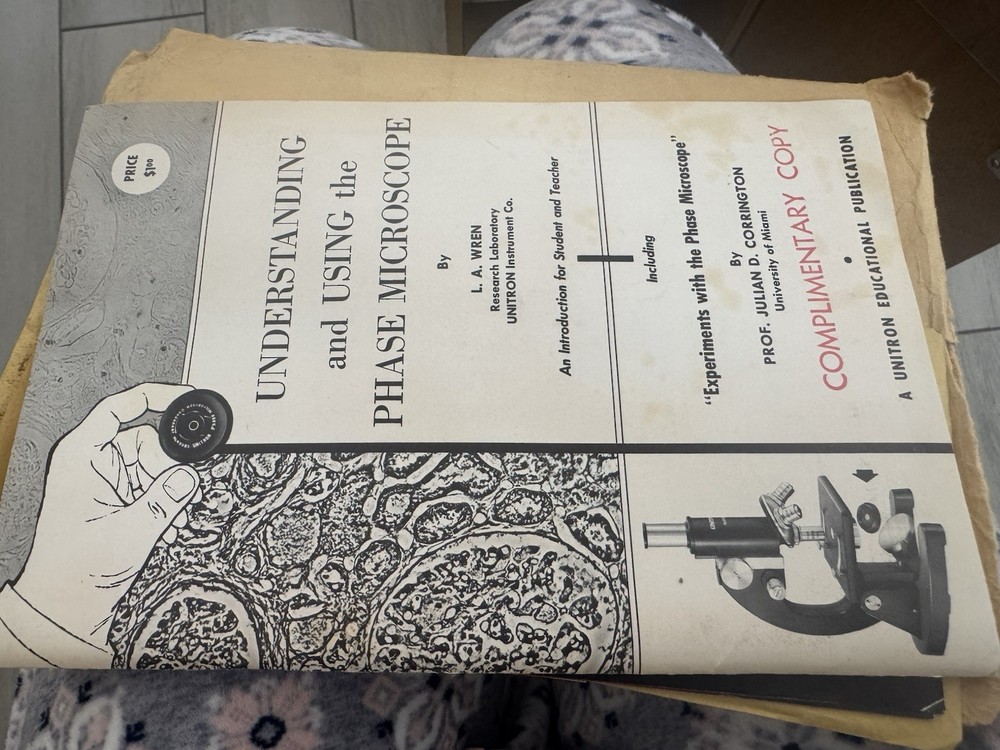 PRICE
$1⁰⁰
UNDERSTANDING
and USING the
PHASE MICROSCOPE
By
L. A. WREN
Research Laboratory
UNITRON Instrument Co.
An Introduction for Student and Teacher
Including
"Experiments with the Phase Microscope"
By
PROF. JULIAN D. CORRINGTON
University of Miami
COMPLIMENTARY COPY
A UNITRON EDUCATIONAL PUBLICATION